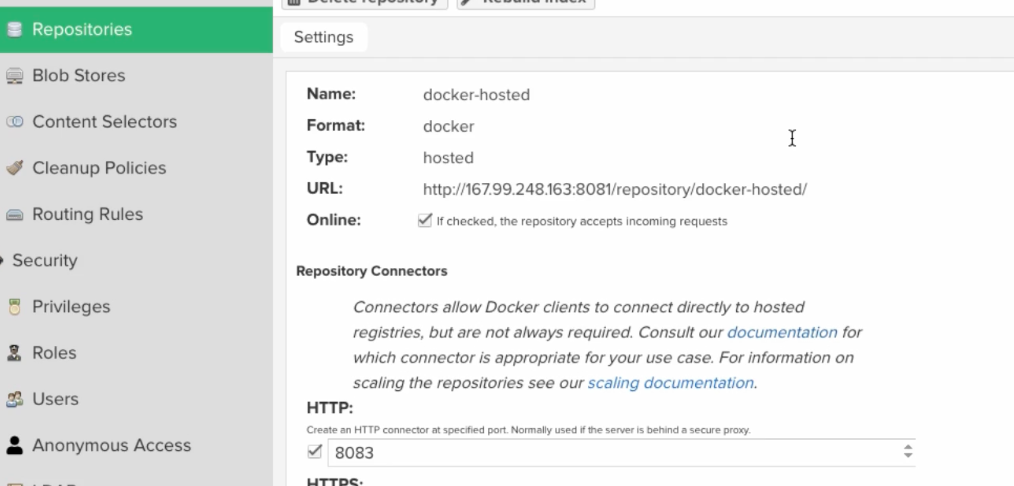 Delete repository
Rebuild index
Repositories
Settings
Blob Stores
Content Selectors
Cleanup Policies
Routing Rules
Security
Privileges
Roles
Users
Anonymous Access
LDAP
Name: docker-hosted
Format: docker
Type: hosted
URL: http://167.99.248.163:8081/repository/docker-hosted/
Online: If checked, the repository accepts incoming requests
Repository Connectors
Connectors allow Docker clients to connect directly to hosted
registries, but are not always required. Consult our documentation for
which connector is appropriate for your use case. For information on
scaling the repositories see our scaling documentation.
HTTP:
Create an HTTP connector at specified port. Normally used if the server is behind a secure proxy.
8083
HTTPS: